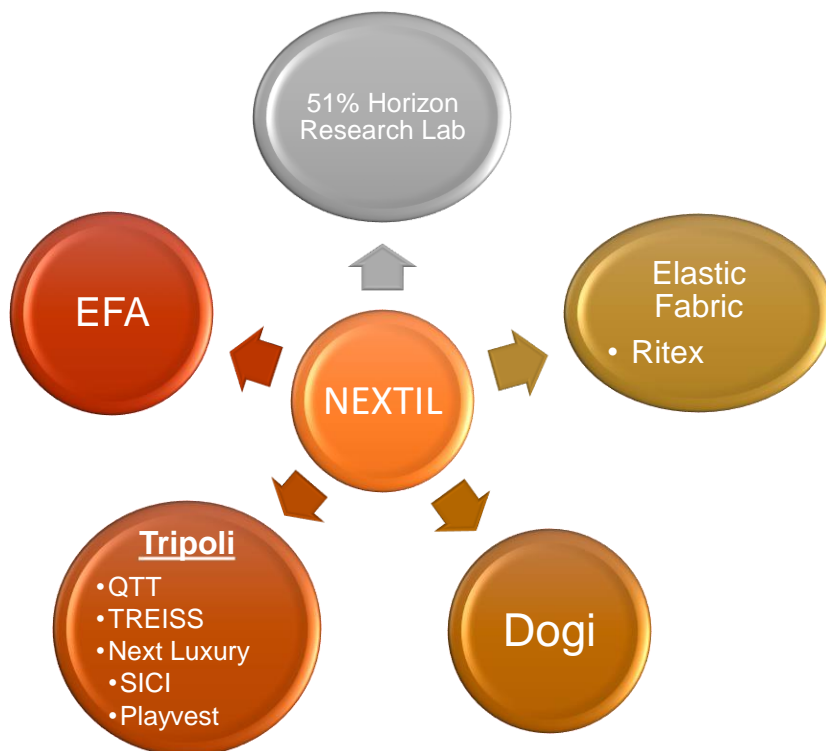 51% Horizon
Research Lab
EFA
Elastic
Fabric
• Ritex
NEXTIL
Tripoli
•QTT
•TREISS
•Next Luxury
•SICI
•Playvest
Dogi